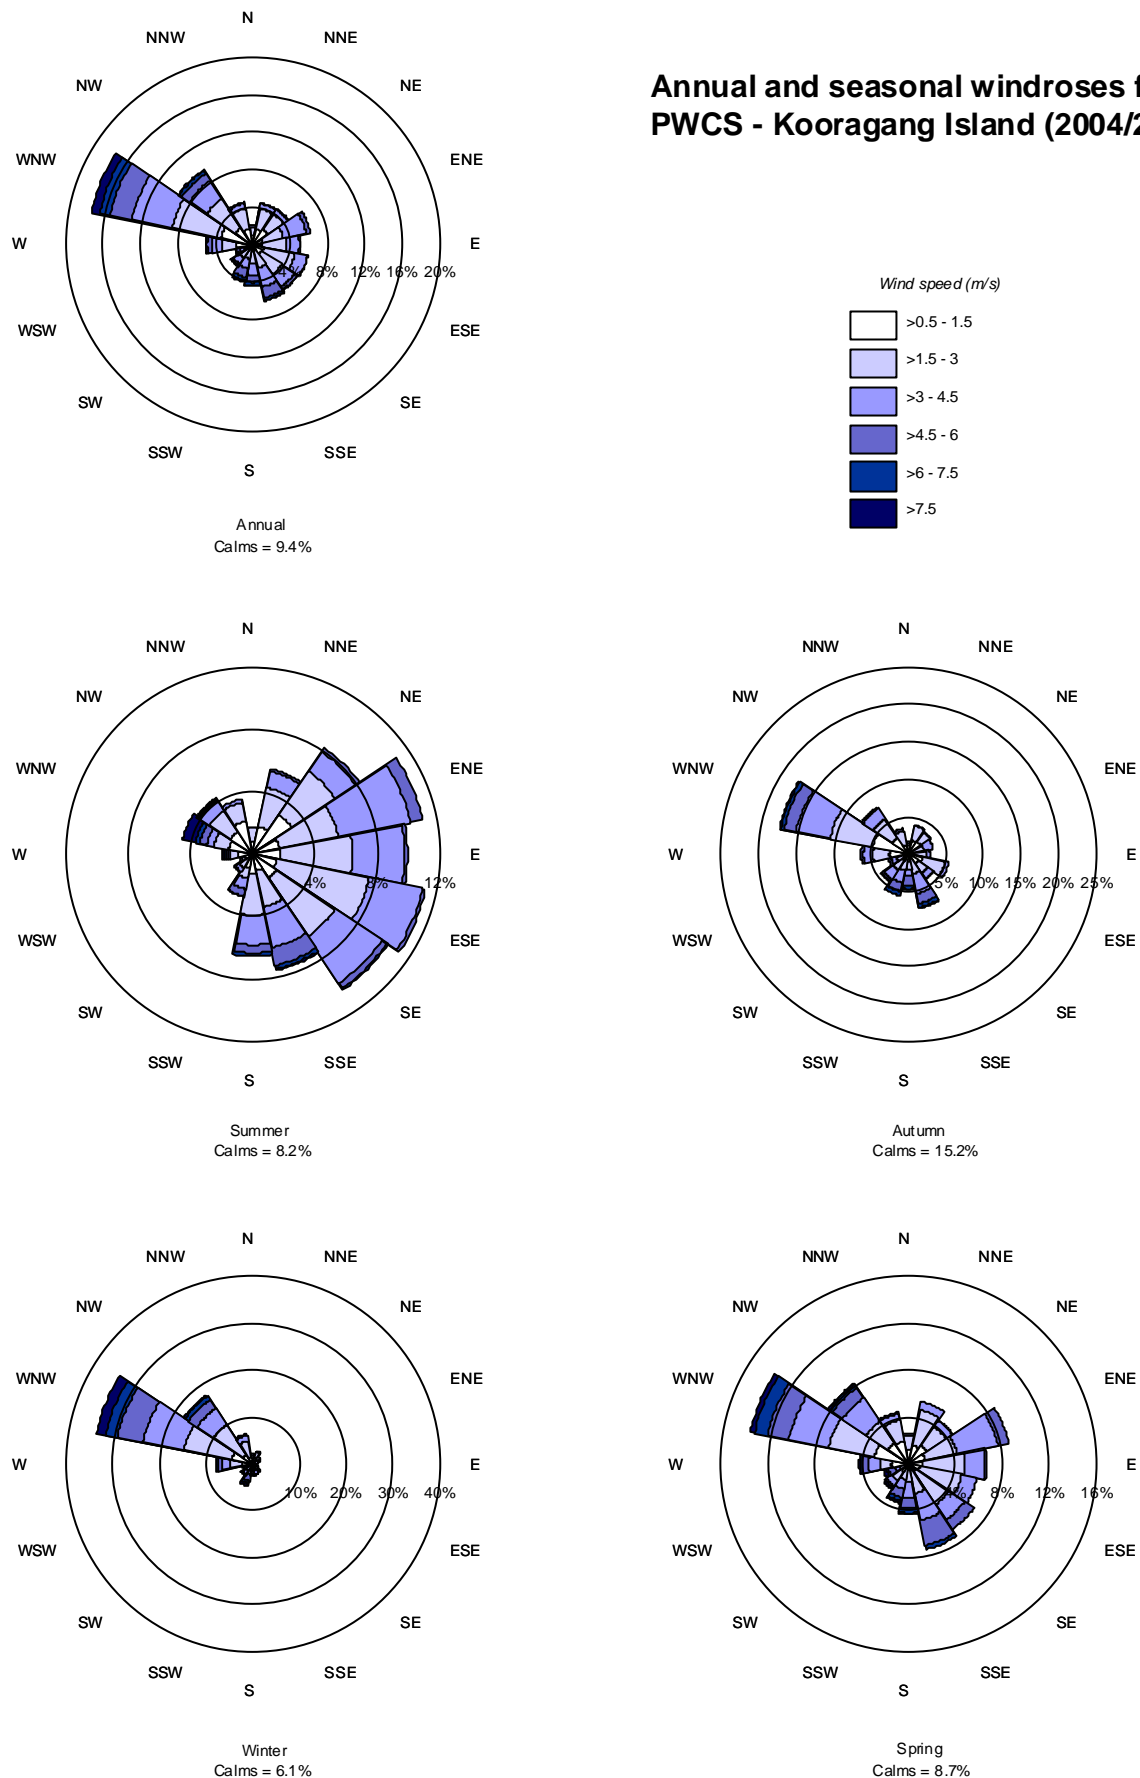 Annual and seasonal windroses f
PWCS - Kooragang Island (2004/2
N
NNW
NNE
NW
NE
WNW
ENE
W
E
4%
8%
12%
16%
20%
WSW
ESE
SW
SE
SSW
SSE
S
Annual
Calms = 9.4%
Wind speed (m/s)
>0.5 - 1.5
>1.5 - 3
>3 - 4.5
>4.5 - 6
>6 - 7.5
>7.5
N
NNW
NNE
NW
NE
WNW
ENE
W
E
4%
8%
12%
WSW
ESE
SW
SE
SSW
SSE
S
Summer
Calms = 8.2%
N
NNW
NNE
NW
NE
WNW
ENE
W
E
5%
10%
15%
20%
25%
WSW
ESE
SW
SE
SSW
SSE
S
Autumn
Calms = 15.2%
N
NNW
NNE
NW
NE
WNW
ENE
W
E
10%
20%
30%
40%
WSW
ESE
SW
SE
SSW
SSE
S
Winter
Calms = 6.1%
N
NNW
NNE
NW
NE
WNW
ENE
W
E
4%
8%
12%
16%
WSW
ESE
SW
SE
SSW
SSE
S
Spring
Calms = 8.7%